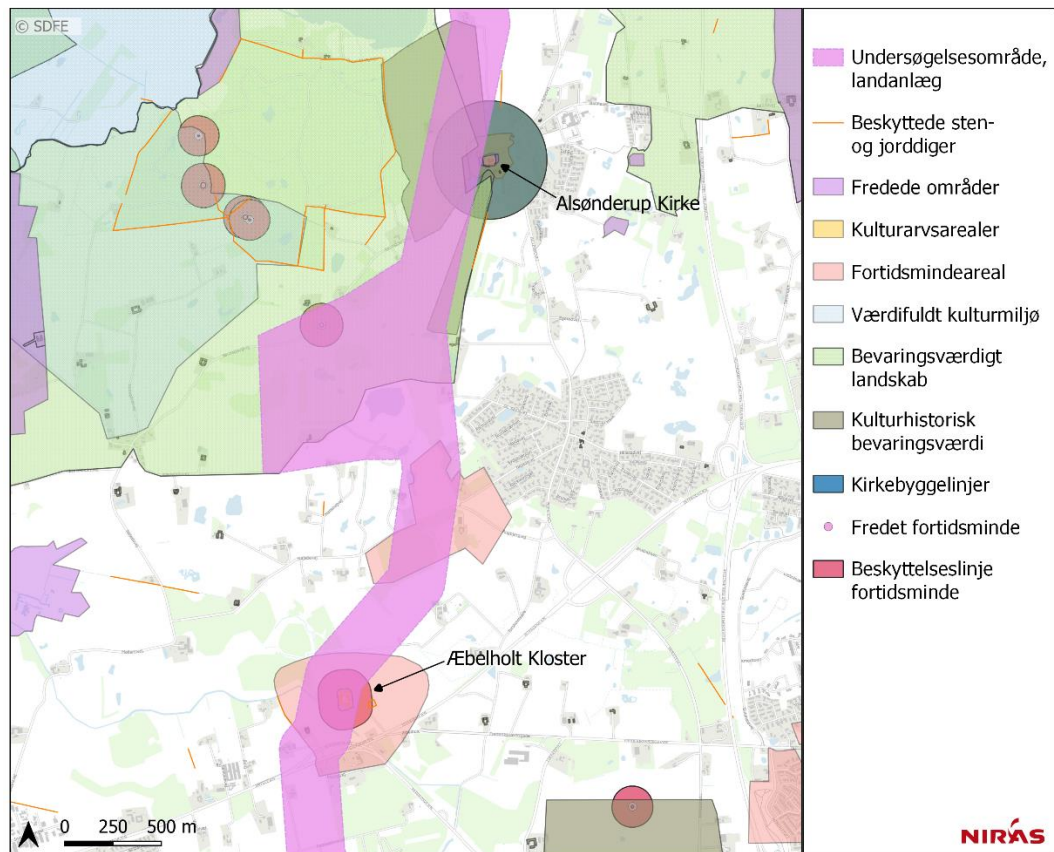 © SDFE
Alsønderup Kirke
Æbelholt Kloster
0 250 500 m
Undersøgelsesområde,
landanlæg
Beskyttede sten-
og jorddiger
Fredede områder
Kulturarvsarealer
Fortidsmindeareal
Værdifuldt kulturmiljø
Bevaringsværdigt
landskab
Kulturhistorisk
bevaringsværdi
Kirkebyggelinjer
Fredet fortidsminde
Beskyttelseslinje
fortidsminde
NIRAS